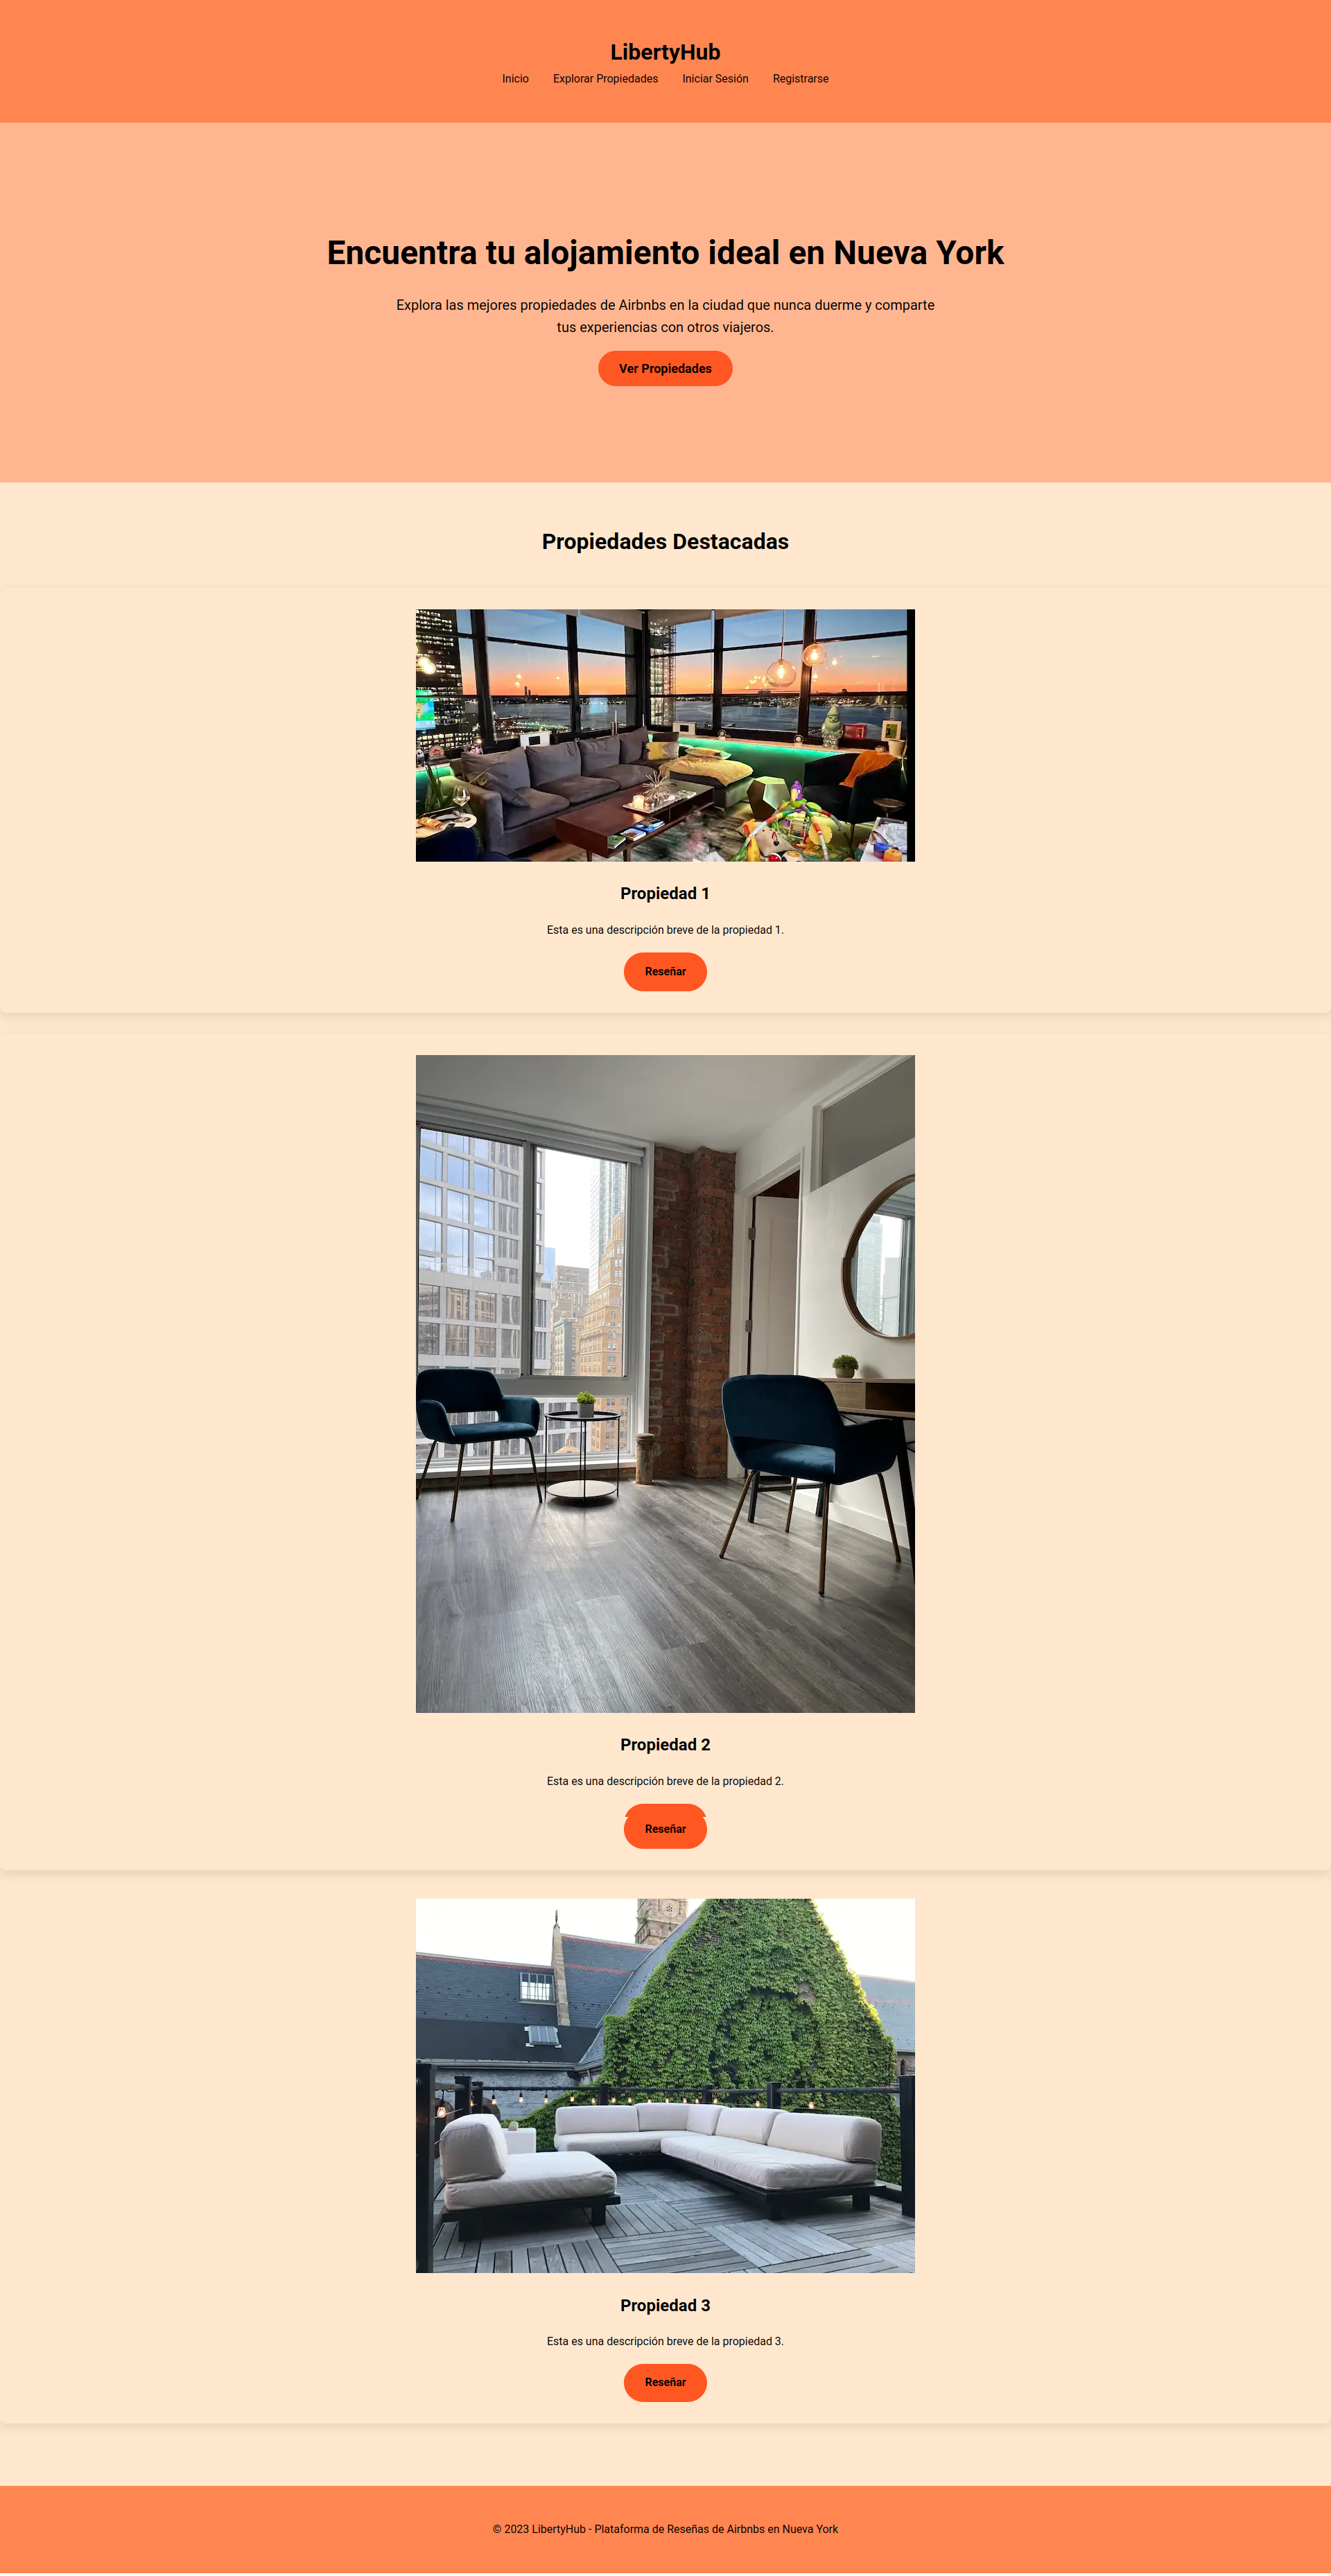 LibertyHub
Inicio Explorar Propiedades Iniciar Sesión Registrarse
Encuentra tu alojamiento ideal en Nueva York
Explora las mejores propiedades de Airbnbs en la ciudad que nunca duerme y comparte
tus experiencias con otros viajeros.
Ver Propiedades
Propiedades Destacadas
Propiedad 1
Esta es una descripción breve de la propiedad 1.
Reseñar
Propiedad 2
Esta es una descripción breve de la propiedad 2.
Reseñar
Propiedad 3
Esta es una descripción breve de la propiedad 3.
Reseñar
© 2023 LibertyHub - Plataforma de Reseñas de Airbnbs en Nueva York